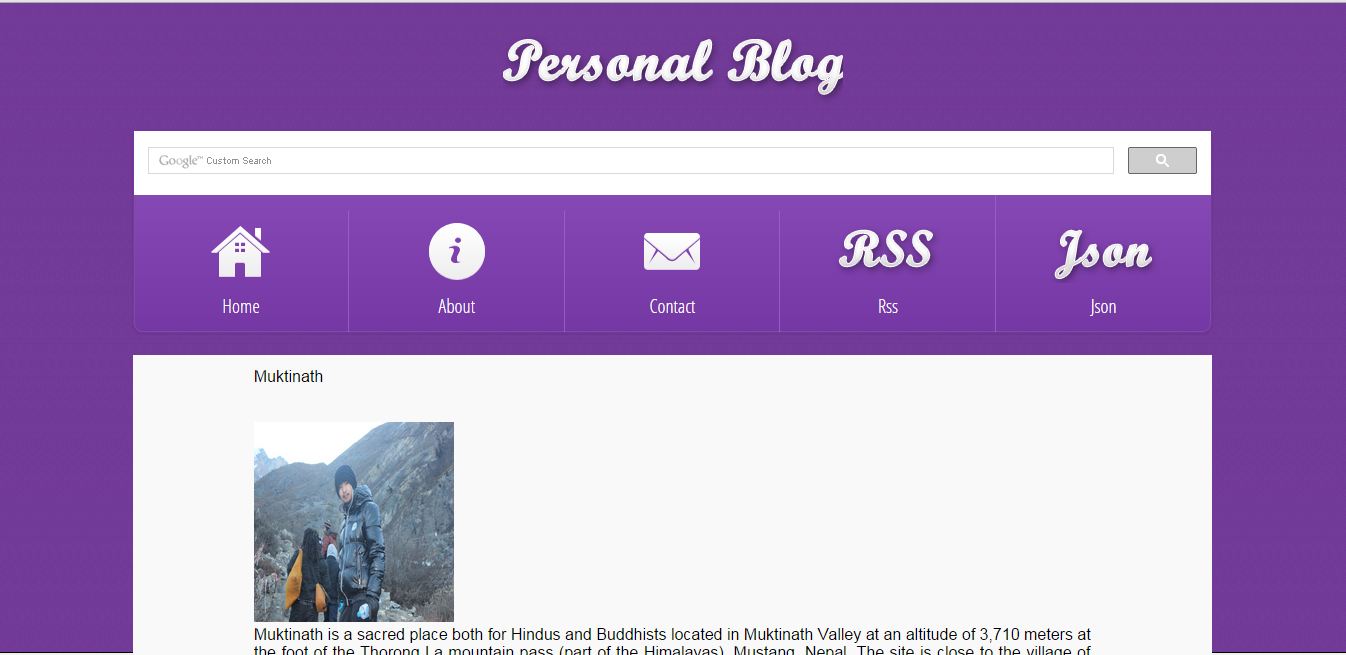 Personal Blog
Google™ Custom Search
RSS
Json
Home
About
Contact
Rss
Json
Muktinath
Muktinath is a sacred place both for Hindus and Buddhists located in Muktinath Valley at an altitude of 3,710 meters at
the foot of the Thorong La mountain pass (part of the Himalayas), Mustang, Nepal. The site is close to the village of